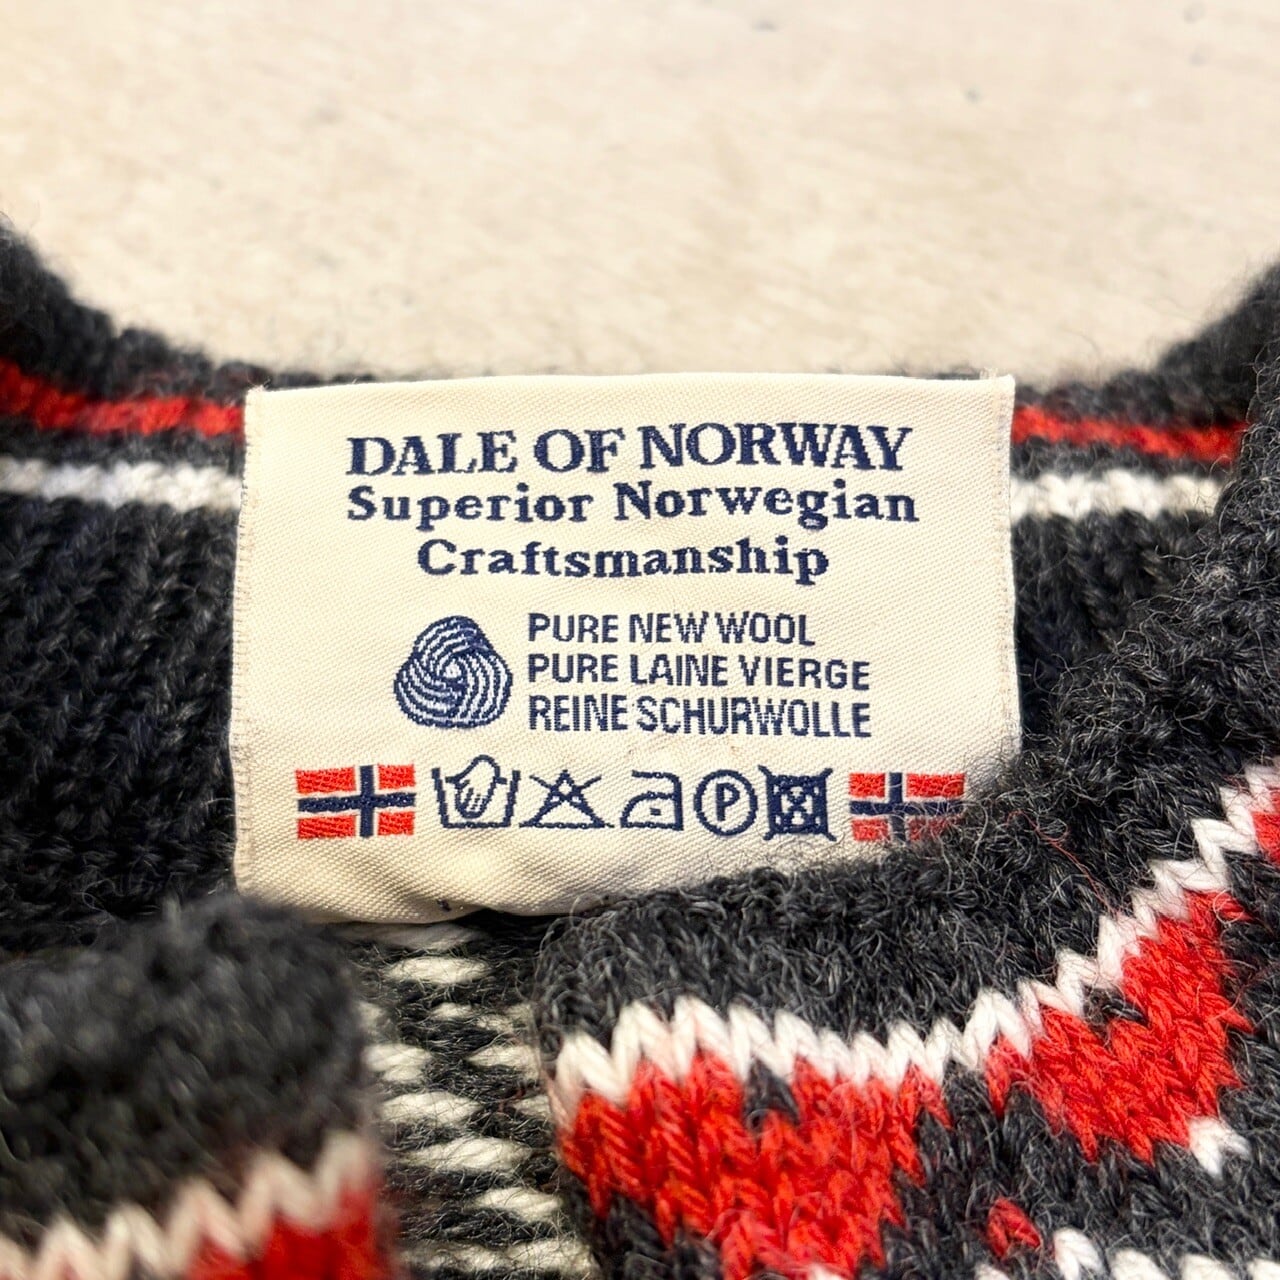 DALE OF NORWAY
Superior Norwegian
Craftsmanship
PURE NEW WOOL
PURE LAINE VIERGE
REINE SCHURWOLLE
P